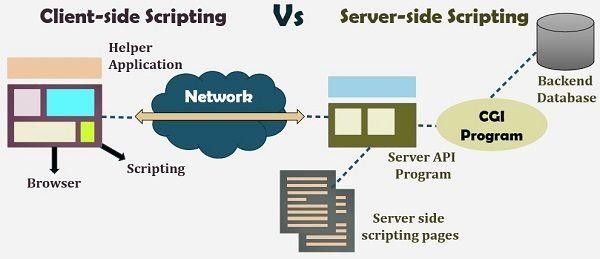 Client-side Scripting Vs Server-side Scripting
Helper
Application
Network
Browser
Scripting
Server API
Program
CGI
Program
Backend
Database
Server side
scripting pages